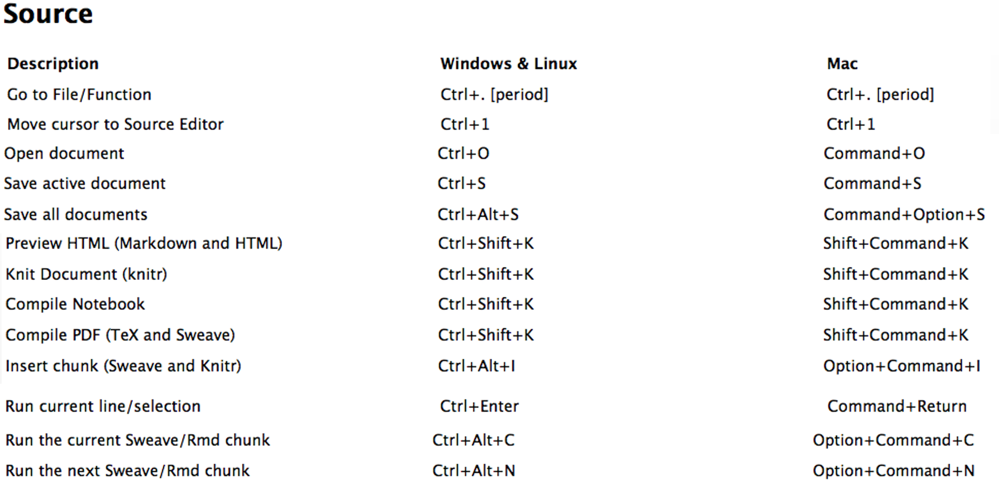 Source
Description Windows & Linux Mac
Go to File/Function Ctrl+. [period] Ctrl+. [period]
Move cursor to Source Editor Ctrl+1 Ctrl+1
Open document Ctrl+O Command+O
Save active document Ctrl+S Command+S
Save all documents Ctrl+Alt+S Command+Option+S
Preview HTML (Markdown and HTML) Ctrl+Shift+K Shift+Command+K
Knit Document (knitr) Ctrl+Shift+K Shift+Command+K
Compile Notebook Ctrl+Shift+K Shift+Command+K
Compile PDF (TeX and Sweave) Ctrl+Shift+K Shift+Command+K
Insert chunk (Sweave and Knitr) Ctrl+Alt+I Option+Command+I
Run current line/selection Ctrl+Enter Command+Return
Run the current Sweave/Rmd chunk Ctrl+Alt+C Option+Command+C
Run the next Sweave/Rmd chunk Ctrl+Alt+N Option+Command+N